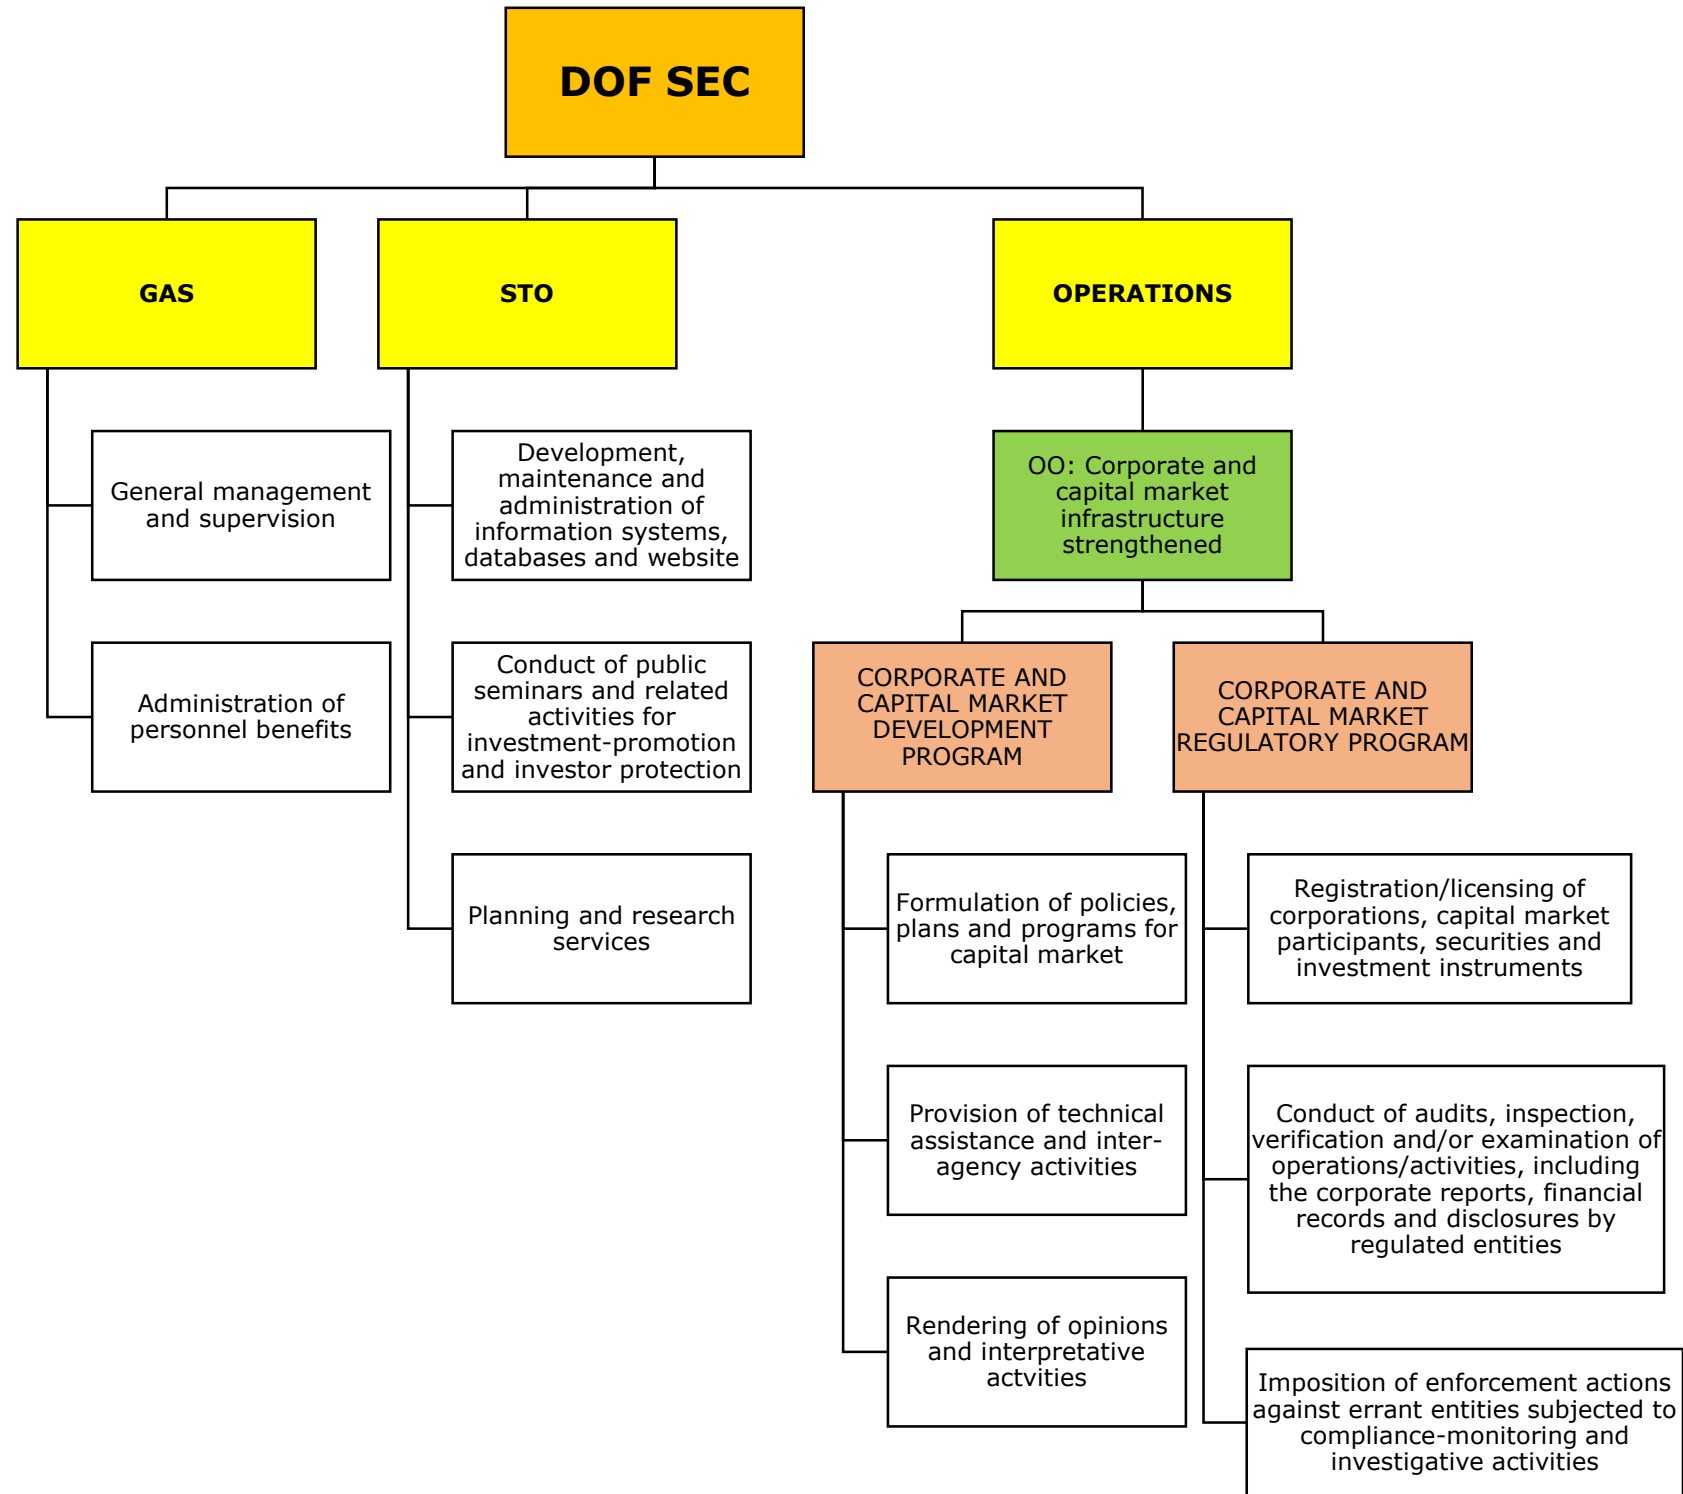 DOF SEC
GAS
STO
OPERATIONS
General management
and supervision
Administration of
personnel benefits
Development,
maintenance and
administration of
information systems,
databases and website
Conduct of public
seminars and related
activities for
investment-promotion
and investor protection
Planning and research
services
OO: Corporate and
capital market
infrastructure
strengthened
CORPORATE AND
CAPITAL MARKET
DEVELOPMENT
PROGRAM
Formulation of policies,
plans and programs for
capital market
Provision of technical
assistance and inter-
agency activities
Rendering of opinions
and interpretative
actvities
CORPORATE AND
CAPITAL MARKET
REGULATORY PROGRAM
Registration/licensing of
corporations, capital market
participants, securities and
investment instruments
Conduct of audits, inspection,
verification and/or examination of
operations/activities, including
the corporate reports, financial
records and disclosures by
regulated entities
Imposition of enforcement actions
against errant entities subjected to
compliance-monitoring and
investigative activities